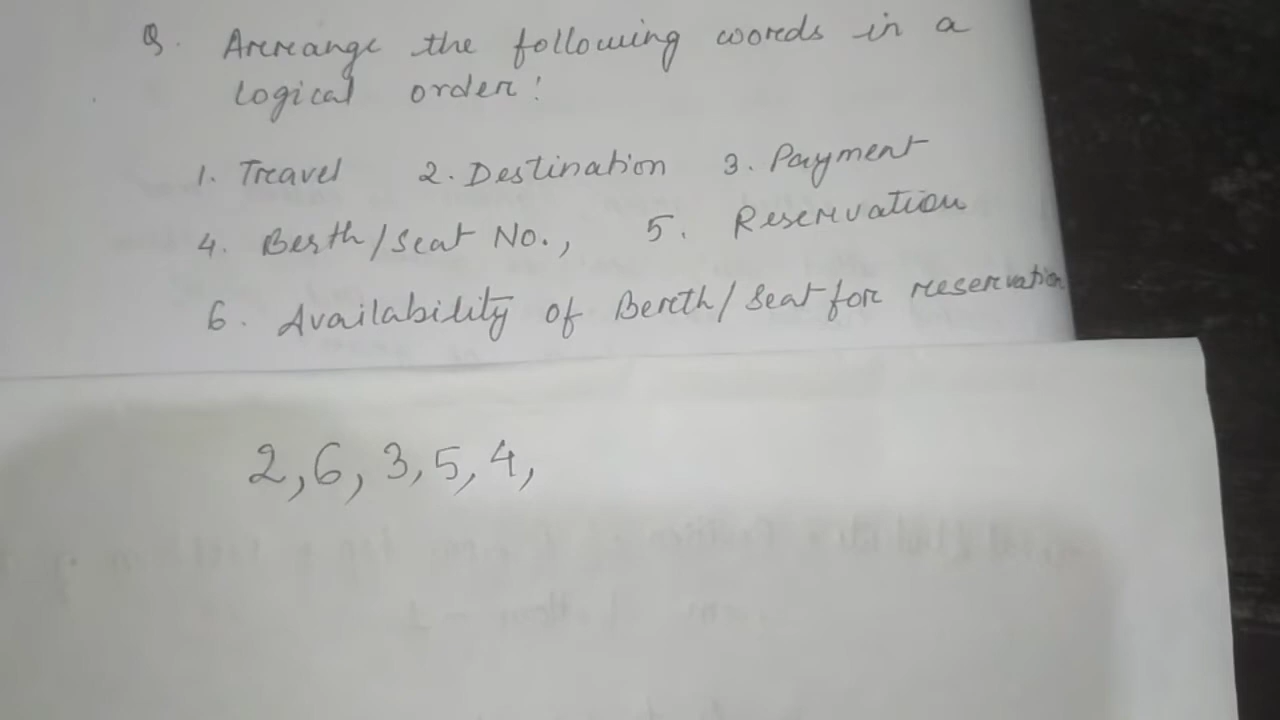 Q. Arrange the following words in a
logical order:
1. Travel 2. Destination 3. Payment
4. Berth/Seat No., 5. Reservation
6. Availability of Berth/Seat for reservation
2, 6, 3, 5, 4,